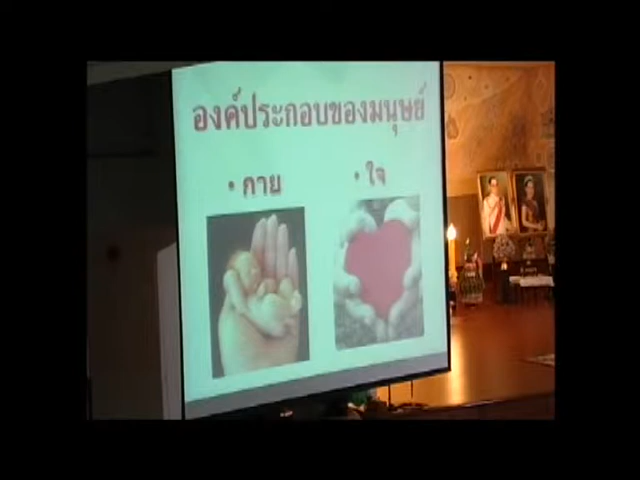 องค์ประกอบของมนุษย์
• กาย
• ใจ